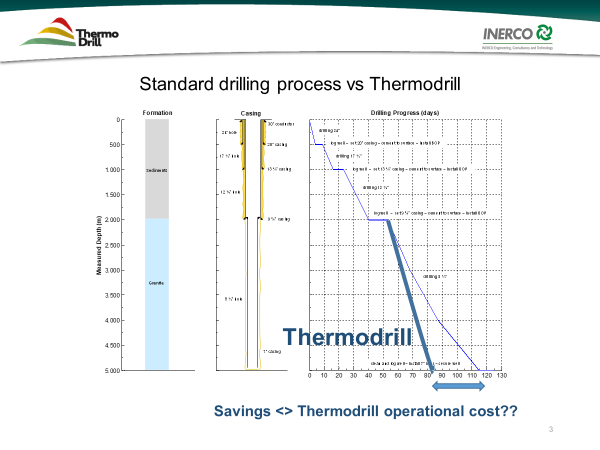 Thermo
Drill
INERCO
Standard drilling process vs Thermodrill
Formation
Casing
Drilling Progress (days)
Measured Depth (m)
0
500
1.000
1.500
2.000
2.500
3.000
3.500
4.000
4.500
5.000
Sediments
Granite
30" conductor
20" casing
13 ⅜" casing
9 ⅝" casing
7" casing
17 ½" hole
12 ¼" hole
8 ½" hole
drilling 17 ½"
drilling 12 ¼"
drilling 8 ½"
Thermodrill
0 10 20 30 40 50 60 70 80 90 100 110 120 130
Savings <> Thermodrill operational cost??
3